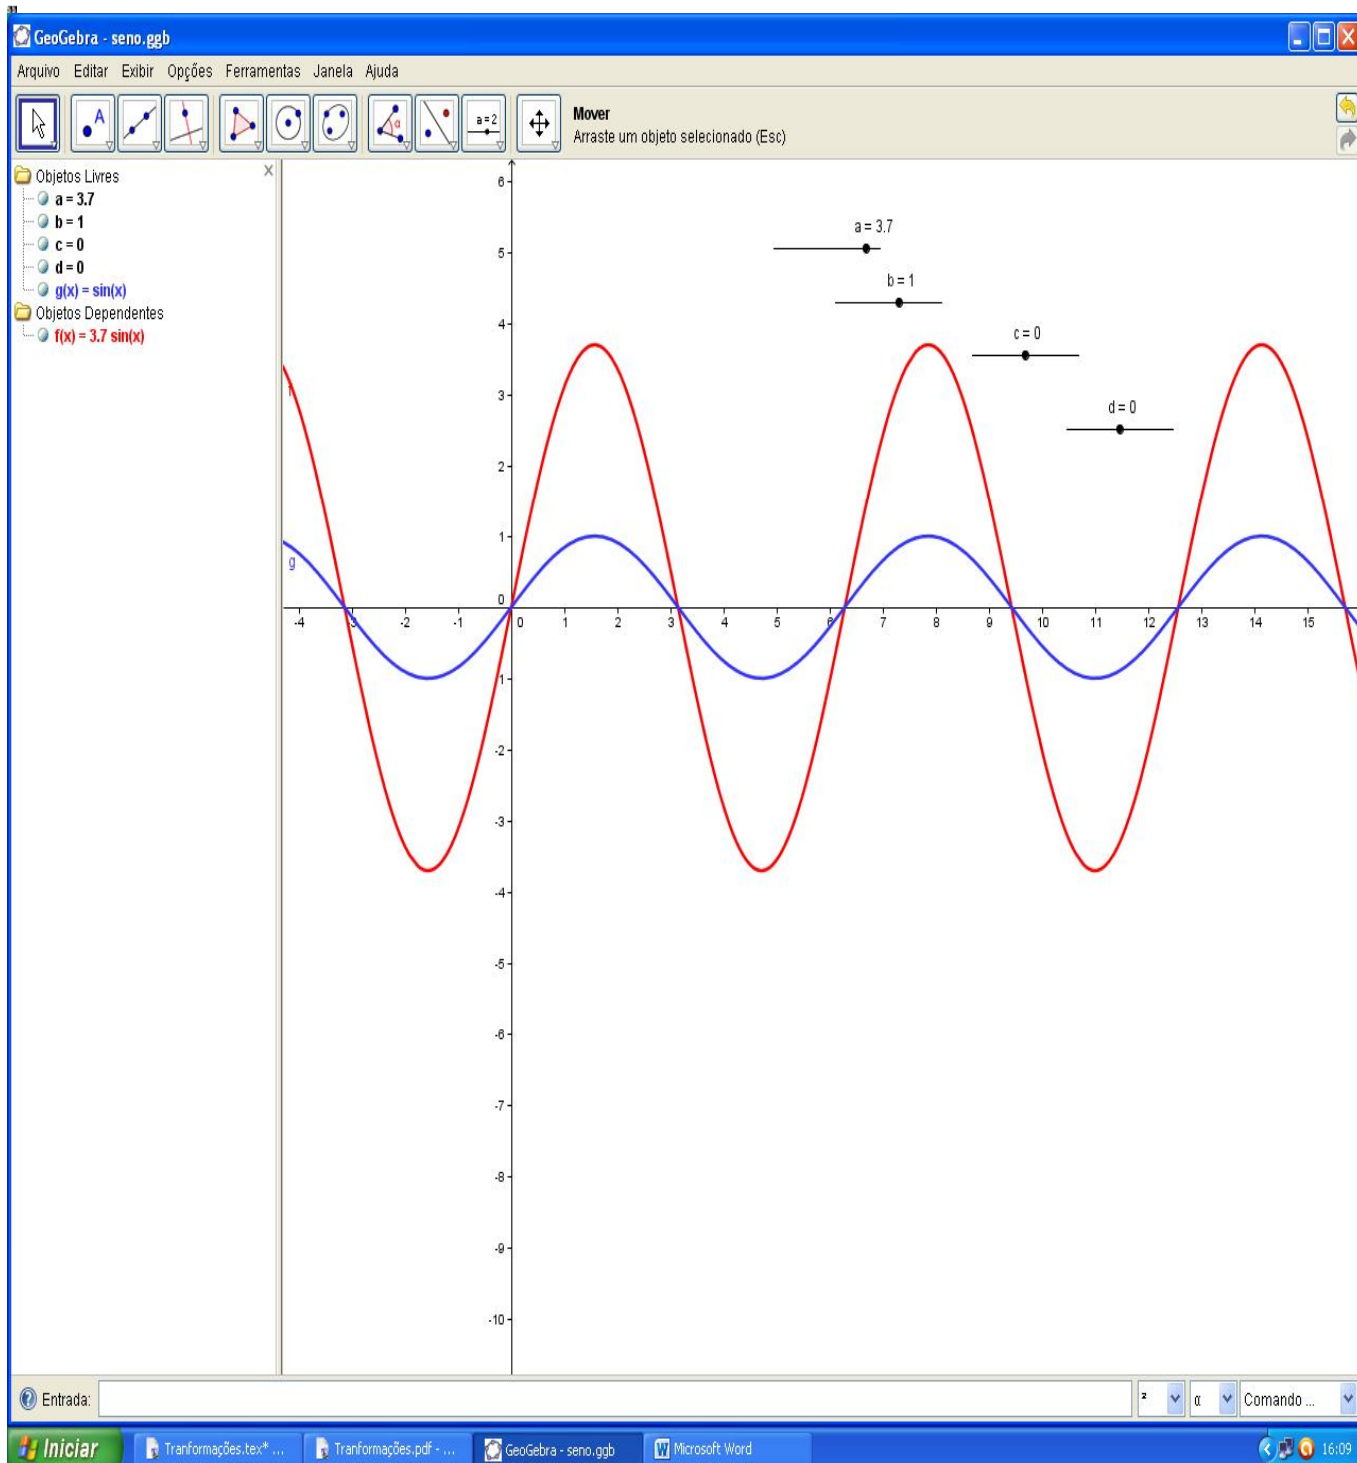 GeoGebra - seno.ggb
Arquivo Editar Exibir Opções Ferramentas Janela Ajuda
A
α
a = 2
Mover
Arraste um objeto selecionado (Esc)
Objetos Livres
a = 3.7
b = 1
c = 0
d = 0
g(x) = sin(x)
Objetos Dependentes
f(x) = 3.7 sin(x)
a = 3.7
b = 1
c = 0
d = 0
f
g
6
5
4
3
2
1
0
-4 -3 -2 -1 0 1 2 3 4 5 6 7 8 9 10 11 12 13 14 15
-1
-2
-3
-4
-5
-6
-7
-8
-9
-10
Entrada:
²
α
Comando ...
Iniciar
Tranformações.tex* ...
Tranformações.pdf - ...
GeoGebra - seno.ggb
Microsoft Word
16:09